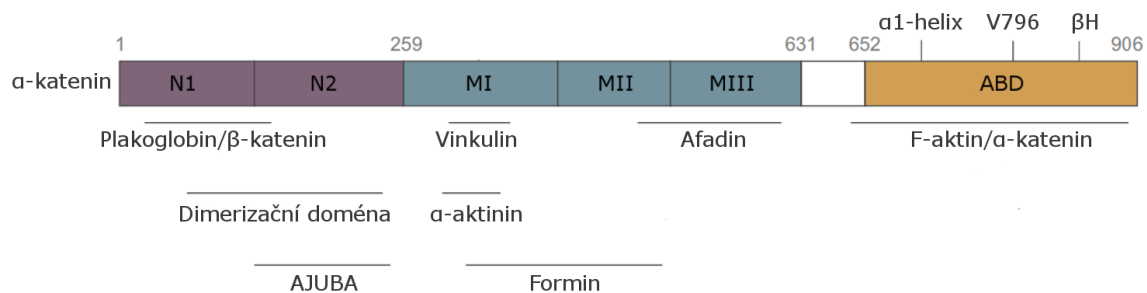 α1-helix V796 βH
1 259 631 652 906
α-katenin N1 N2 MI MII MIII ABD
Plakoglobin/β-katenin Vinkulin Afadin F-aktin/α-katenin
Dimerizační doména α-aktinin
AJUBA Formin